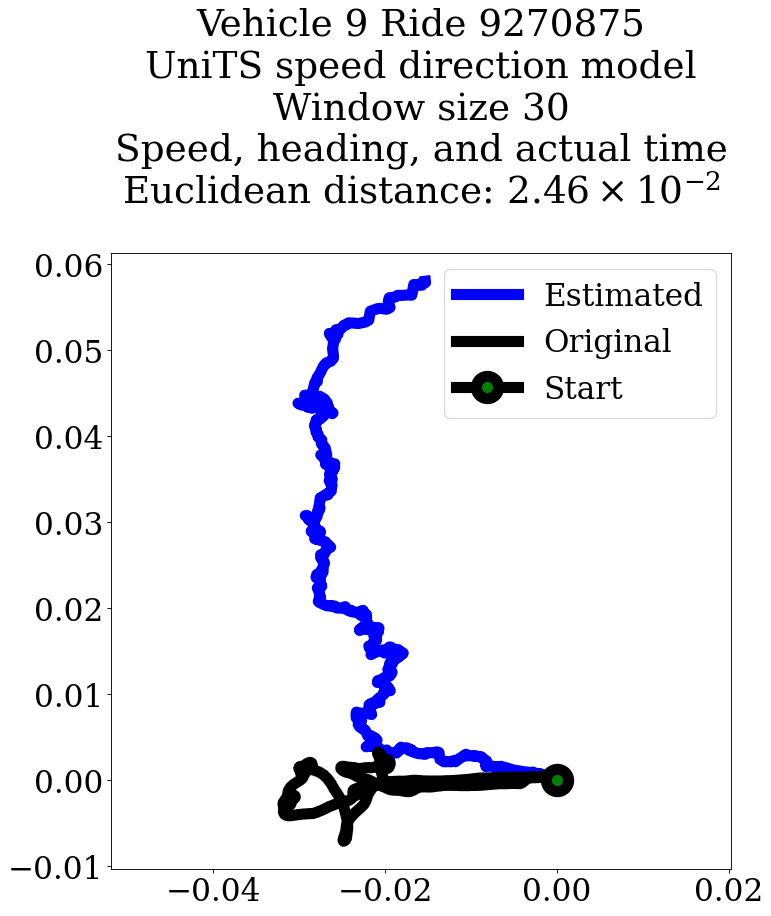 Vehicle 9 Ride 9270875
UniTS speed direction model
Window size 30
Speed, heading, and actual time
Euclidean distance: 2.46 × 10⁻²
Estimated
Original
Start
0.06
0.05
0.04
0.03
0.02
0.01
0.00
−0.01
−0.04 −0.02 0.00 0.02